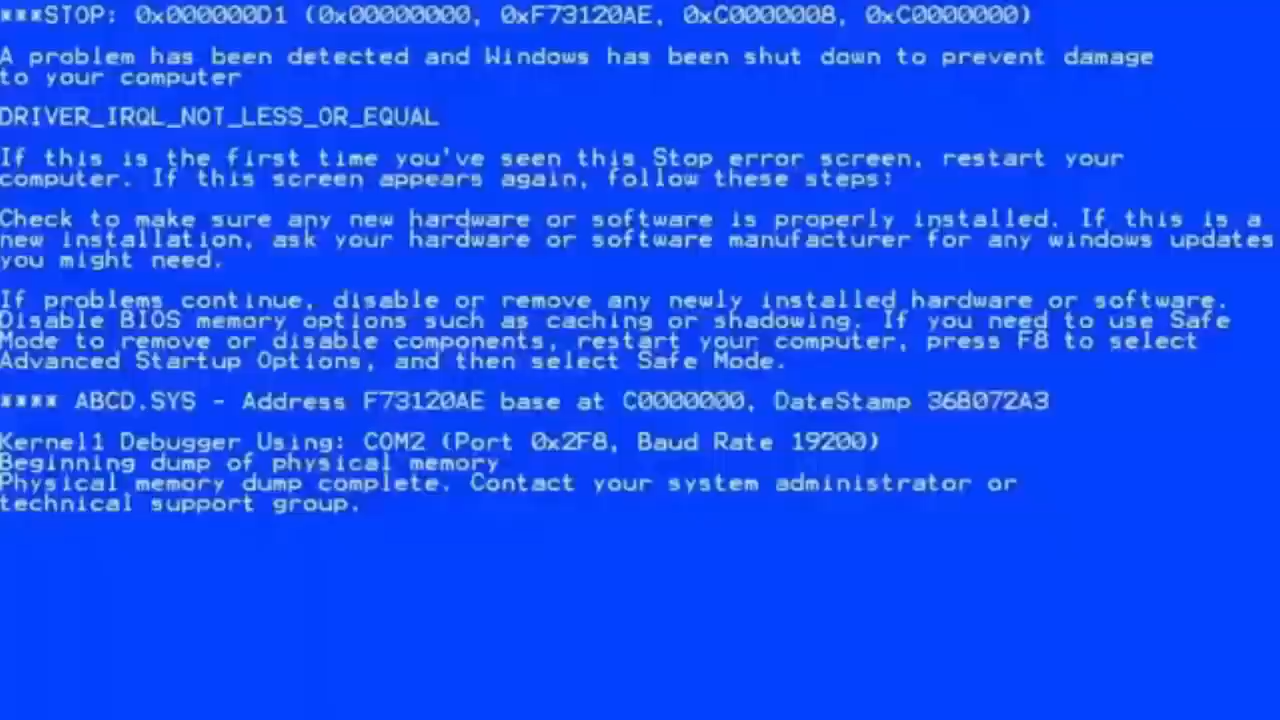 ***STOP: 0x000000D1 (0x00000000, 0xF73120AE, 0xC0000008, 0xC0000000)
A problem has been detected and Windows has been shut down to prevent damage
to your computer
DRIVER_IRQL_NOT_LESS_OR_EQUAL
If this is the first time you've seen this Stop error screen, restart your
computer. If this screen appears again, follow these steps:
Check to make sure any new hardware or software is properly installed. If this is a
new installation, ask your hardware or software manufacturer for any windows updates
you might need.
If problems continue, disable or remove any newly installed hardware or software.
Disable BIOS memory options such as caching or shadowing. If you need to use Safe
Mode to remove or disable components, restart your computer, press F8 to select
Advanced Startup Options, and then select Safe Mode.
**** ABCD.SYS - Address F73120AE base at C0000000, DateStamp 36B072A3
Kernel1 Debugger Using: COM2 (Port 0x2F8, Baud Rate 19200)
Beginning dump of physical memory
Physical memory dump complete. Contact your system administrator or
technical support group.